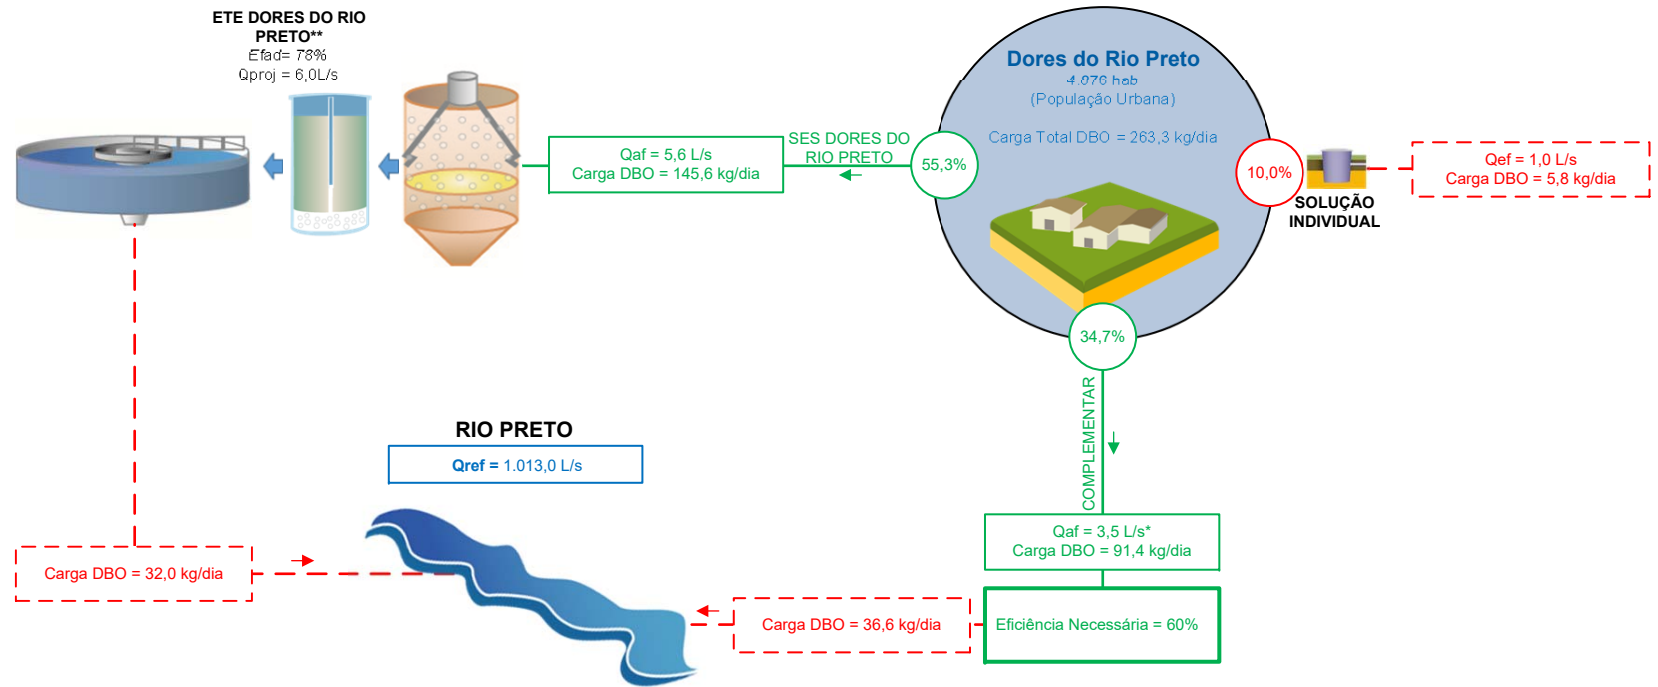 ETE DORES DO RIO
PRETO**
Efad= 78%
Qproj = 6,0L/s
Qaf = 5,6 L/s
Carga DBO = 145,6 kg/dia
SES DORES DO
RIO PRETO
55,3%
Dores do Rio Preto
4.076 hab
(População Urbana)
Carga Total DBO = 263,3 kg/dia
10,0%
SOLUÇÃO
INDIVIDUAL
Qef = 1,0 L/s
Carga DBO = 5,8 kg/dia
34,7%
COMPLEMENTAR
Qaf = 3,5 L/s*
Carga DBO = 91,4 kg/dia
Eficiência Necessária = 60%
Carga DBO = 36,6 kg/dia
RIO PRETO
Qref = 1.013,0 L/s
Carga DBO = 32,0 kg/dia